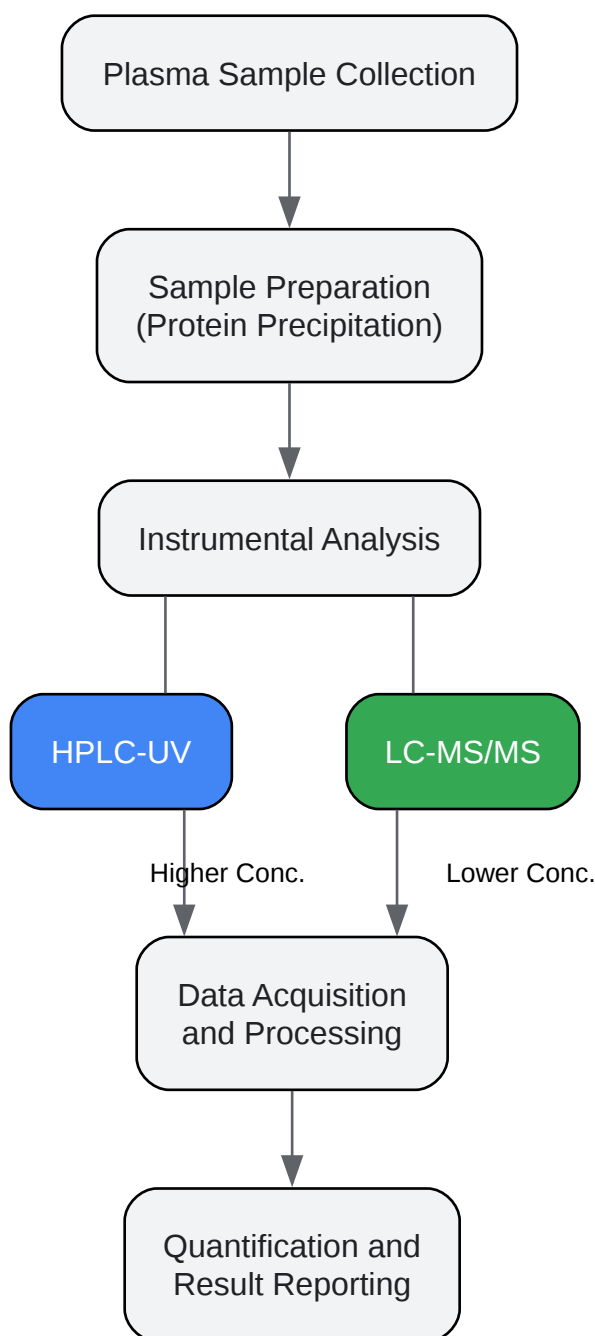 Plasma Sample Collection
Sample Preparation
(Protein Precipitation)
Instrumental Analysis
HPLC-UV
LC-MS/MS
Higher Conc.
Lower Conc.
Data Acquisition
and Processing
Quantification and
Result Reporting